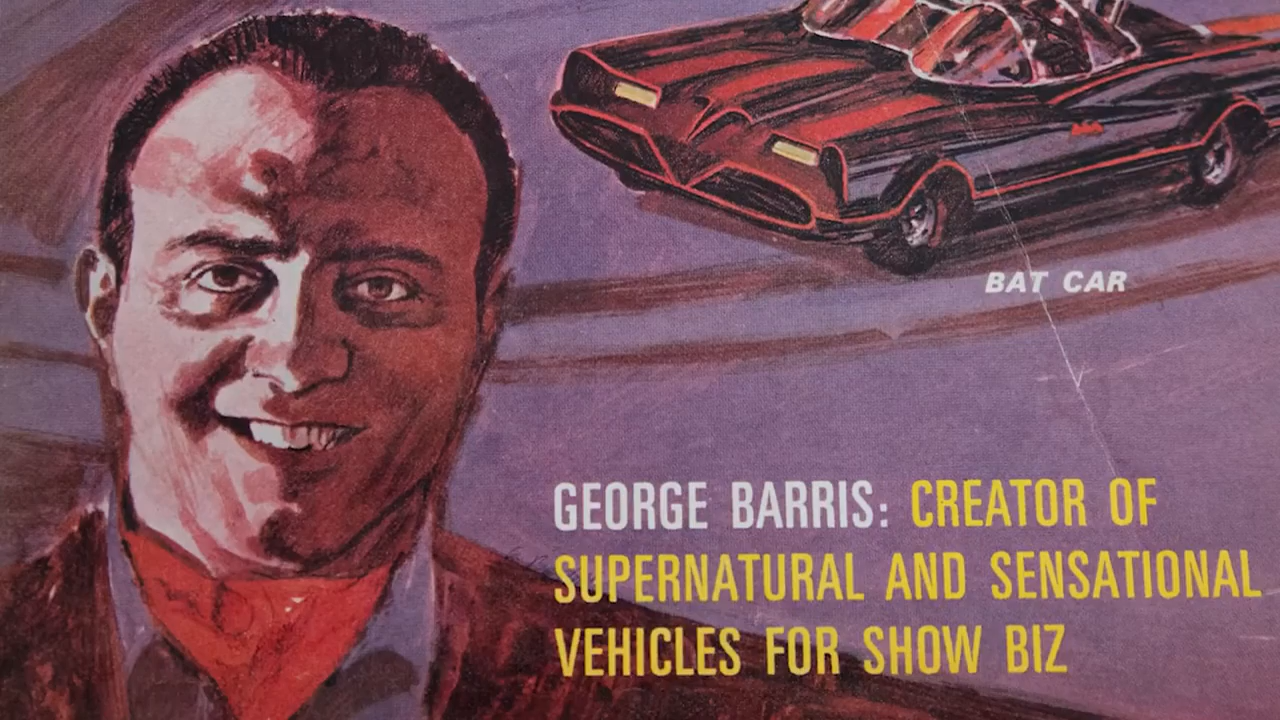 BAT CAR
GEORGE BARRIS: CREATOR OF
SUPERNATURAL AND SENSATIONAL
VEHICLES FOR SHOW BIZ